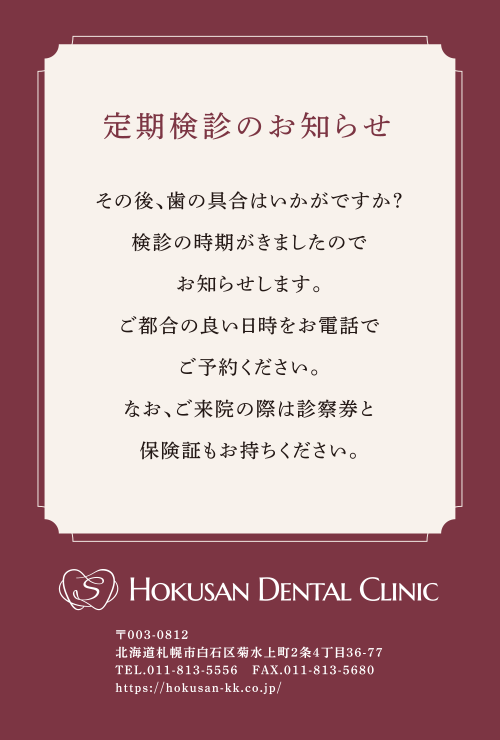 定期検診のお知らせ
その後、歯の具合はいかがですか?
検診の時期がきましたので
お知らせします。
ご都合の良い日時をお電話で
ご予約ください。
なお、ご来院の際は診察券と
保険証もお持ちください。
HOKUSAN DENTAL CLINIC
〒003-0812
北海道札幌市白石区菊水上町2条4丁目36-77
TEL.011-813-5556 FAX.011-813-5680
https://hokusan-kk.co.jp/